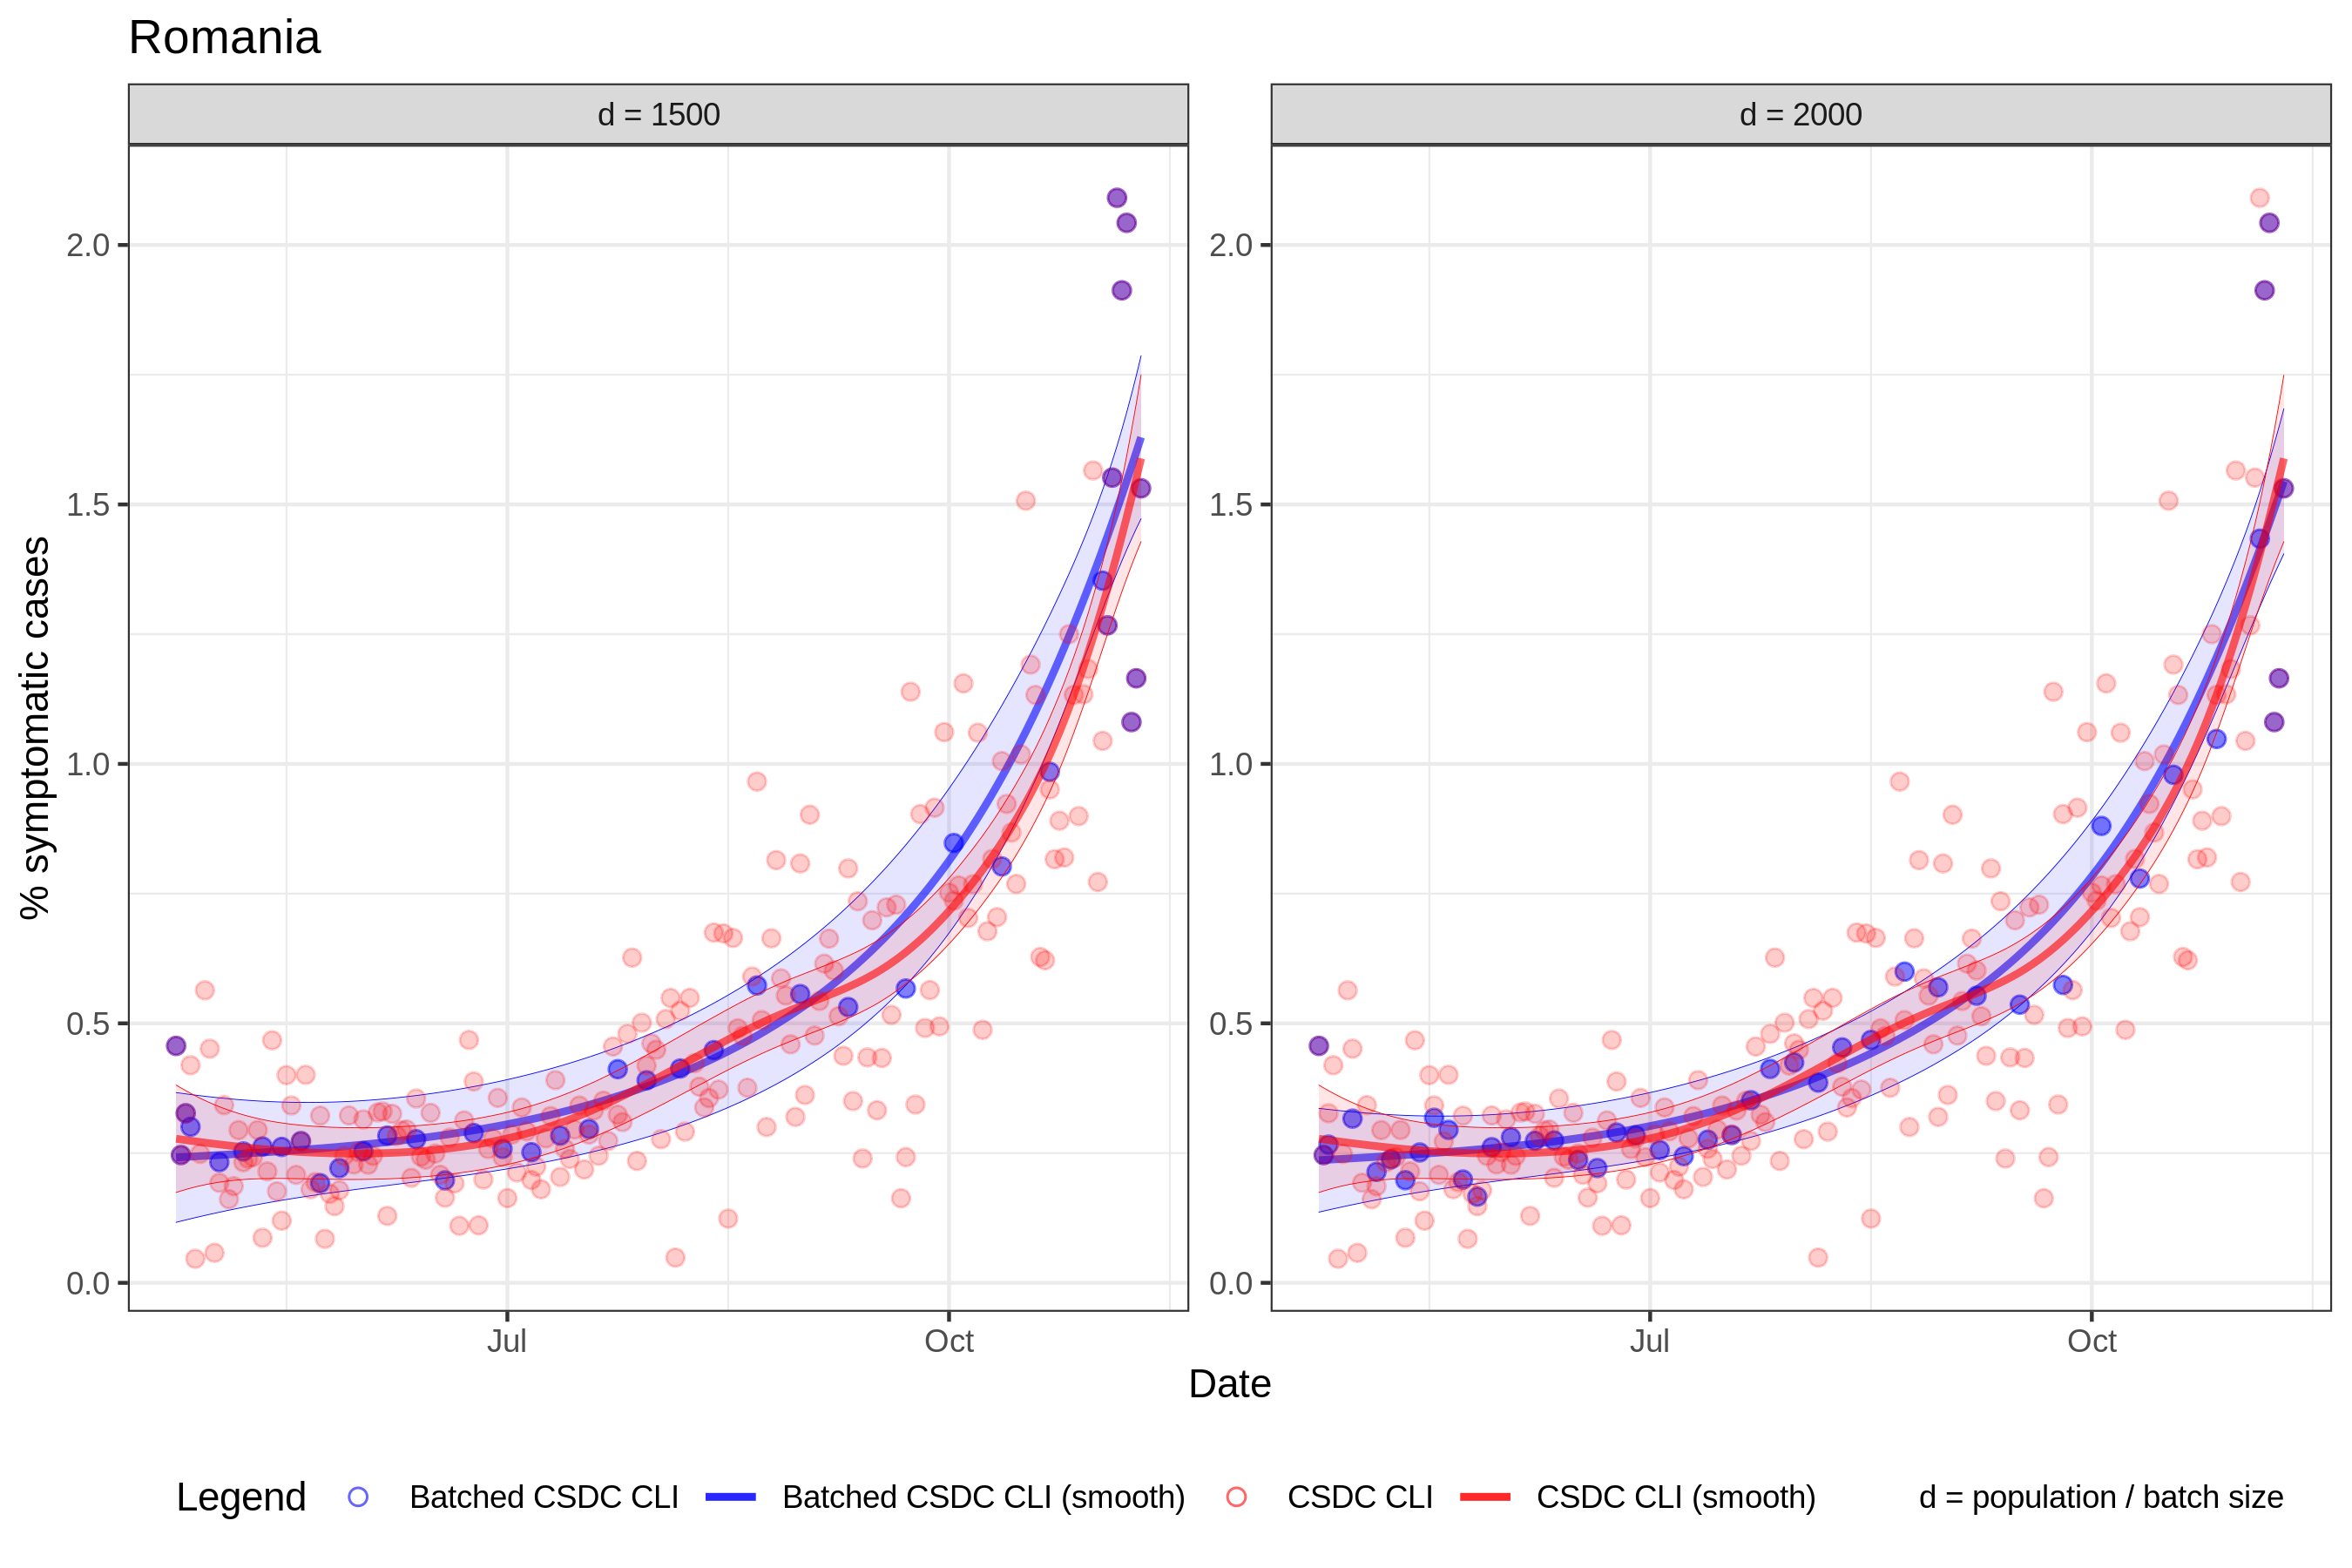 Romania
d = 1500
d = 2000
% symptomatic cases
2.0
1.5
1.0
0.5
0.0
2.0
1.5
1.0
0.5
0.0
Jul
Oct
Jul
Oct
Date
Legend
Batched CSDC CLI
Batched CSDC CLI (smooth)
CSDC CLI
CSDC CLI (smooth)
d = population / batch size